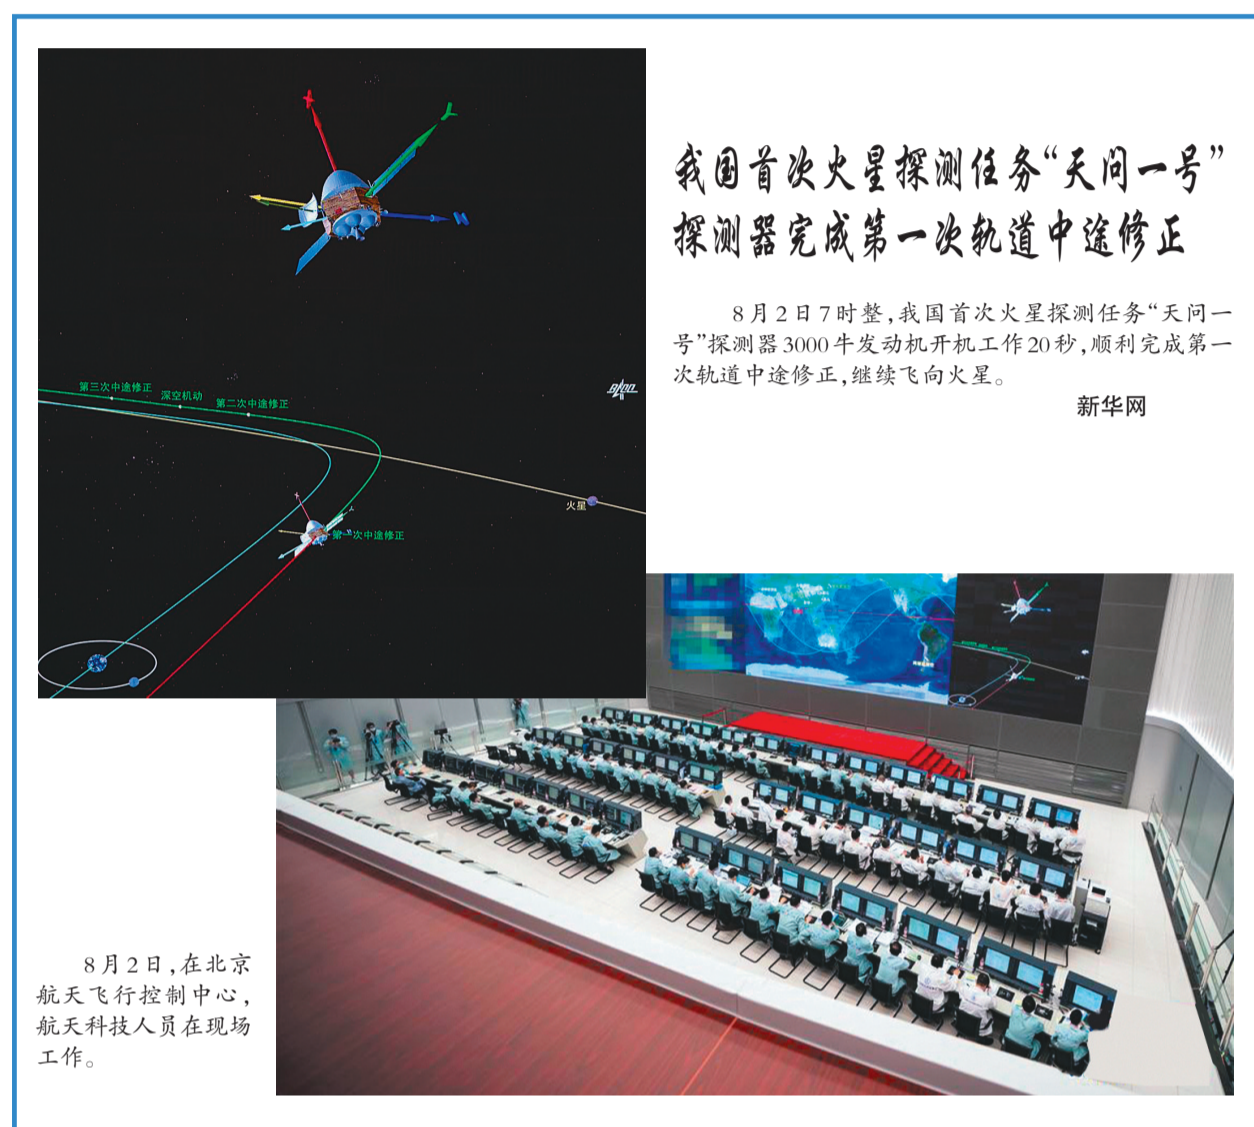 我国首次火星探测任务“天问一号”
探测器完成第一次轨道中途修正
8月2日7时整,我国首次火星探测任务“天问一
号”探测器3000牛发动机开机工作20秒,顺利完成第一
次轨道中途修正,继续飞向火星。
新华网
第三次中途修正
深空机动
第二次中途修正
火星
第一次中途修正
8月2日,在北京
航天飞行控制中心,
航天科技人员在现场
工作。